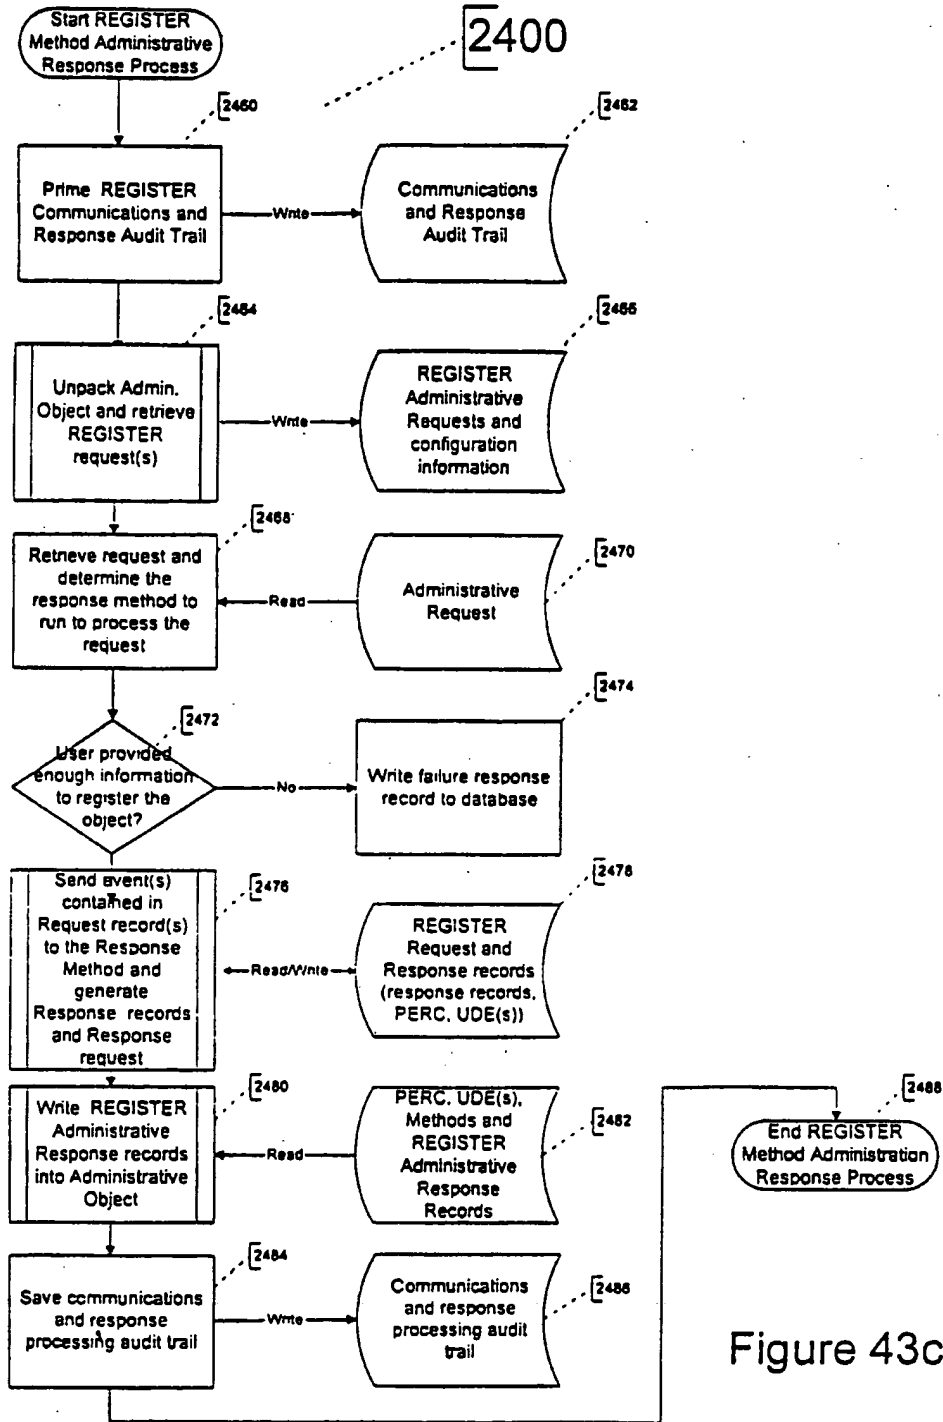 Start REGISTER
Method Administrative
Response Process
2400
2460
2462
Prime REGISTER
Communications and
Response Audit Trail
Write
Communications
and Response
Audit Trail
2464
2466
Unpack Admin.
Object and retrieve
REGISTER
request(s)
Write
REGISTER
Administrative
Requests and
configuration
information
2468
2470
Retrieve request and
determine the
response method to
run to process the
request
Read
Administrative
Request
2472
2474
User provided
enough information
to register the
object?
No
Write failure response
record to database
2476
2478
Send event(s)
contained in
Request record(s)
to the Response
Method and
generate
Response records
and Response
request
Read/Write
REGISTER
Request and
Response records
(response records,
PERC, UDE(s))
2480
2482
Write REGISTER
Administrative
Response records
into Administrative
Object
Read
PERC, UDE(s),
Methods and
REGISTER
Administrative
Response
Records
2488
End REGISTER
Method Administration
Response Process
2484
2486
Save communications
and response
processing audit trail
Write
Communications
and response
processing audit
trail
Figure 43c